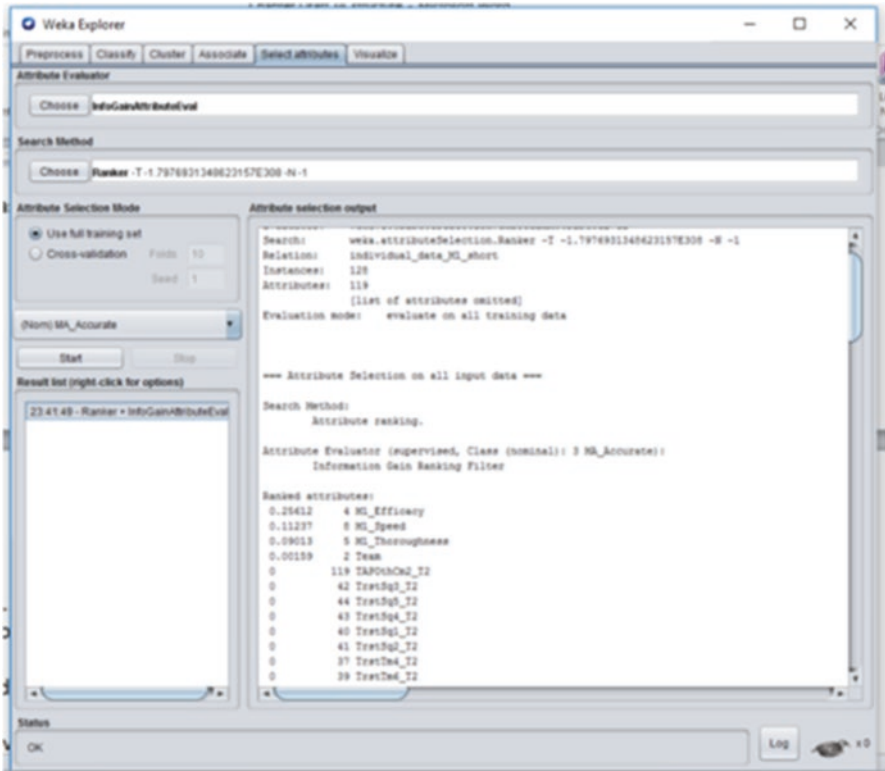 Weka Explorer
Preprocess Classify Cluster Associate Select attributes Visualize
Attribute Evaluator
Choose InfoGainAttributeEval
Search Method
Choose Ranker -T -1.7976931348623157E308 -N -1
Attribute Selection Mode
Use full training set
Cross-validation Folds 10
Seed 1
(Nom) MA_Accurate
Start Stop
Result list (right-click for options)
23:41:49 - Ranker + InfoGainAttributeEval
Attribute selection output
Search: weka.attributeSelection.Ranker -T -1.7976931348623157E308 -N -1
Relation: individual_data_M1_short
Instances: 128
Attributes: 119
[list of attributes omitted]
Evaluation mode: evaluate on all training data
=== Attribute Selection on all input data ===
Search Method:
Attribute ranking.
Attribute Evaluator (supervised, Class (nominal): 3 MA_Accurate):
Information Gain Ranking Filter
Ranked attributes:
0.25612 4 M1_Efficacy
0.11237 8 M1_Speed
0.09013 5 M1_Thoroughness
0.00159 2 Team
0 119 TAPOthCm2_T2
0 42 TrstSq3_T2
0 44 TrstSq5_T2
0 43 TrstSq4_T2
0 40 TrstSq1_T2
0 41 TrstSq2_T2
0 37 TrstTm4_T2
0 39 TrstTm6_T2
Status
OK
Log x 0